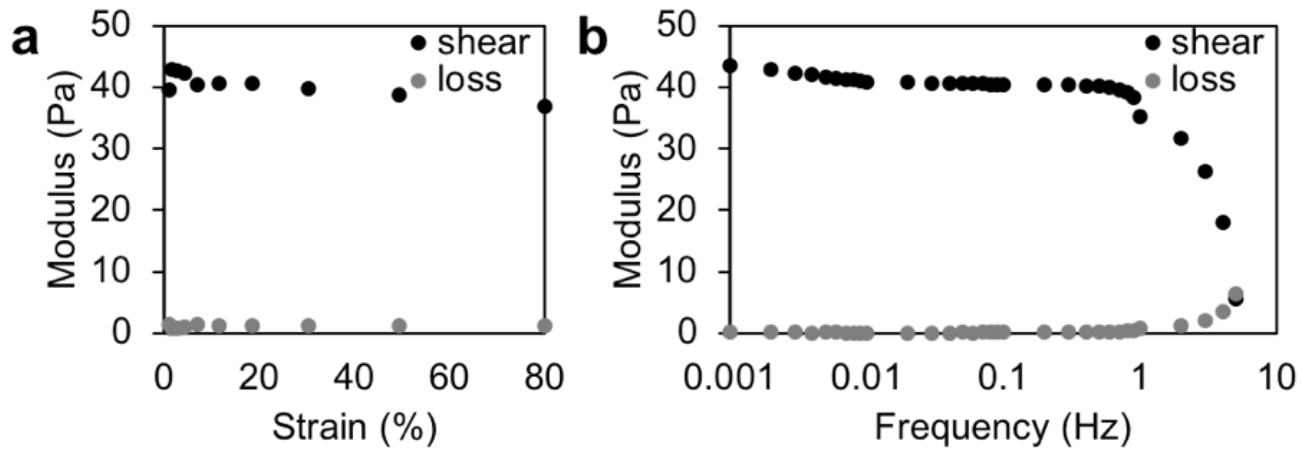 a
50
40
30
20
10
0
Modulus (Pa)
shear
loss
0 20 40 60 80
Strain (%)
b
50
40
30
20
10
0
Modulus (Pa)
shear
loss
0.001 0.01 0.1 1 10
Frequency (Hz)